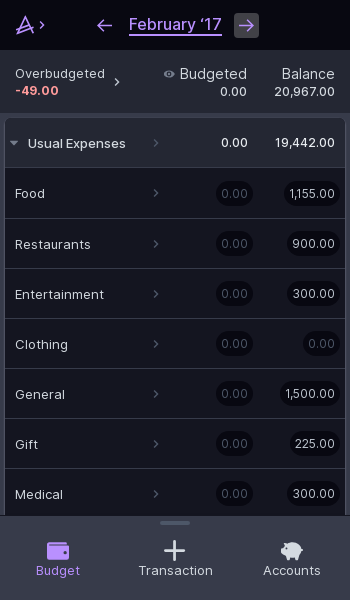 February ‘17
Overbudgeted
-49.00
Budgeted
0.00
Balance
20,967.00
Usual Expenses 0.00 19,442.00
Food 0.00 1,155.00
Restaurants 0.00 900.00
Entertainment 0.00 300.00
Clothing 0.00 0.00
General 0.00 1,500.00
Gift 0.00 225.00
Medical 0.00 300.00
Budget Transaction Accounts